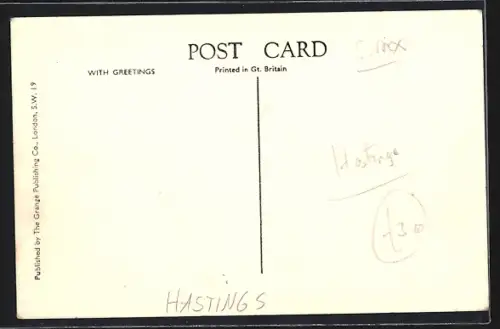 POST CARD
WITH GREETINGS
Printed in Gt. Britain
Published by The Grange Publishing Co., London, S.W. 19
Hastings
HASTINGS